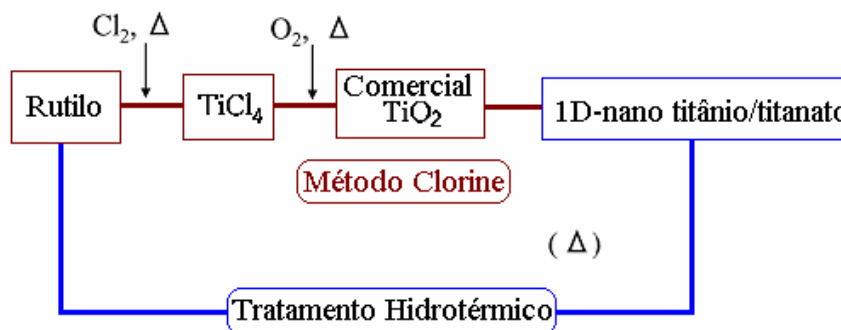 Cl₂, Δ
O₂, Δ
Rutilo
TiCl₄
Comercial
TiO₂
1D-nano titânio/titanato
Método Clorine
(Δ)
Tratamento Hidrotérmico